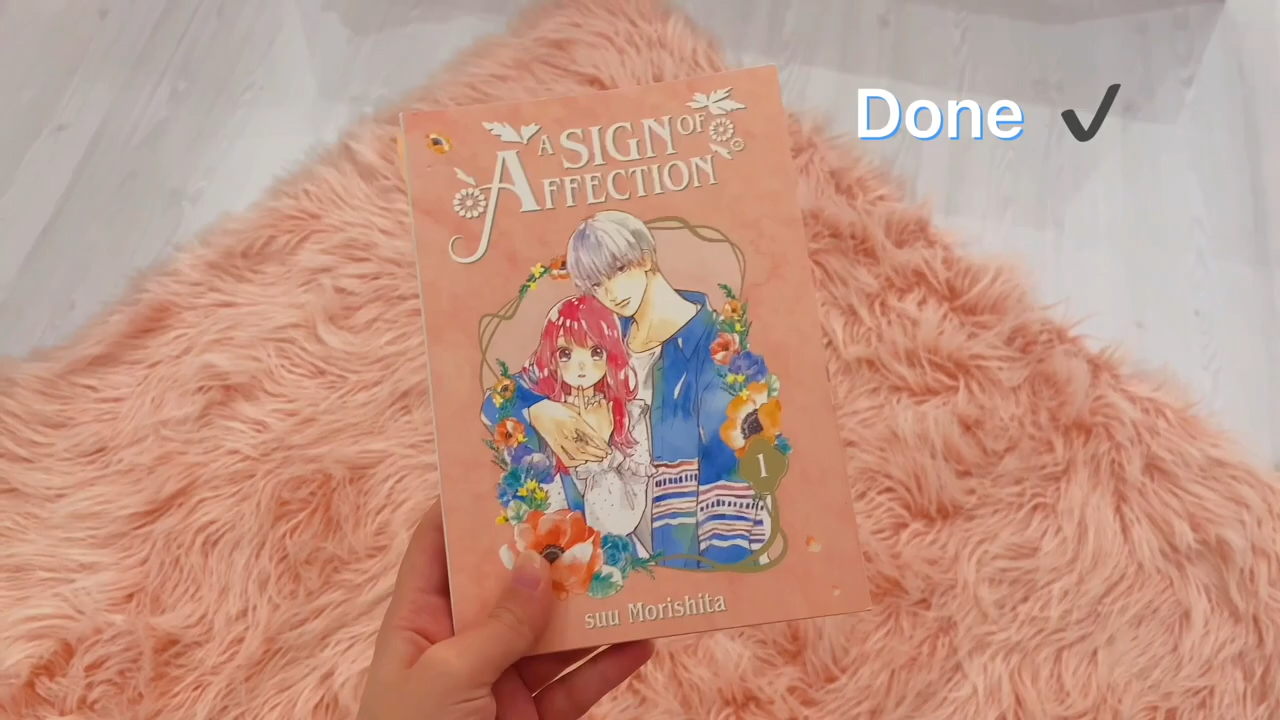 A SIGN OF
AFFECTION
1
suu Morishita
Done ✔